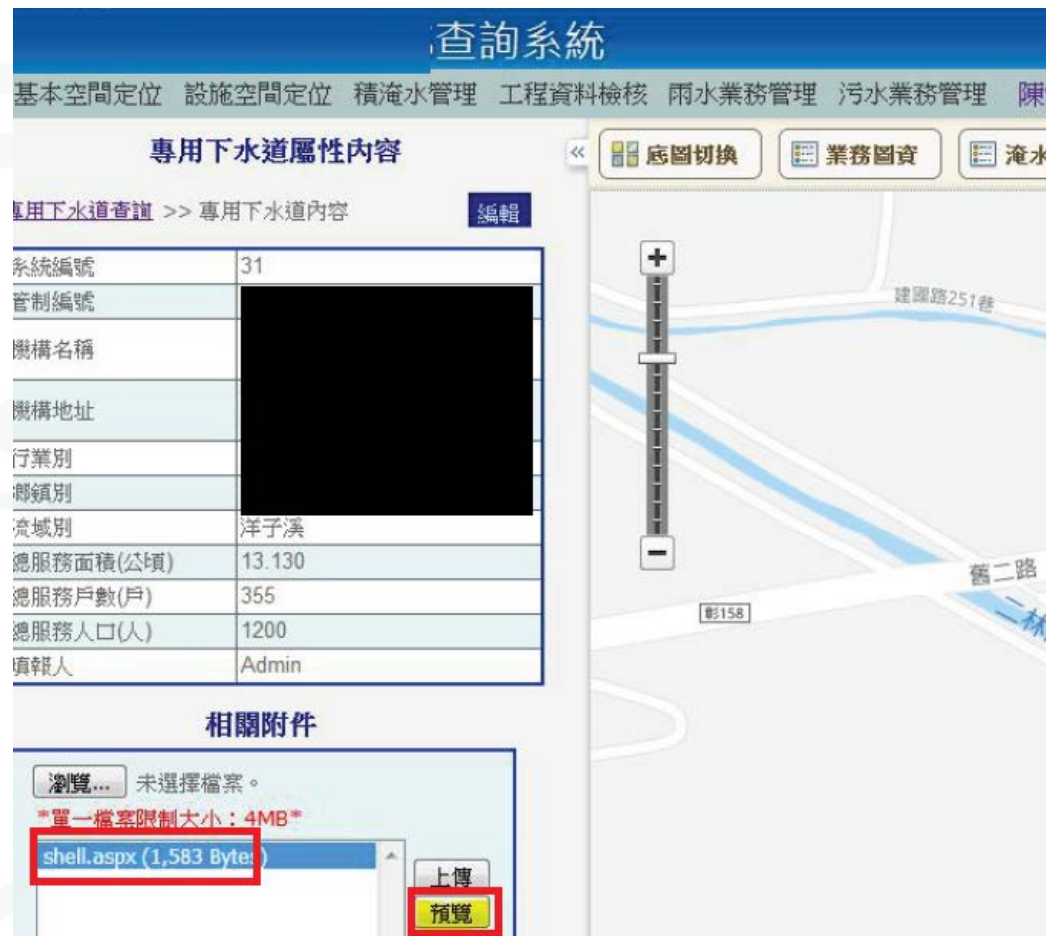 查詢系統
基本空間定位 設施空間定位 積淹水管理 工程資料檢核 雨水業務管理 污水業務管理 陳
專用下水道屬性內容
專用下水道查詢 >> 專用下水道內容 編輯
系統編號 31
管制編號
機構名稱
機構地址
行業別
鄉鎮別
流域別 洋子溪
總服務面積(公頃) 13.130
總服務戶數(戶) 355
總服務人口(人) 1200
填報人 Admin
相關附件
瀏覽... 未選擇檔案。
*單一檔案限制大小：4MB*
shell.aspx (1,583 Bytes)
上傳
預覽
« 底圖切換 業務圖資 淹水
+
建國路251巷
−
舊二路
彰158
二林